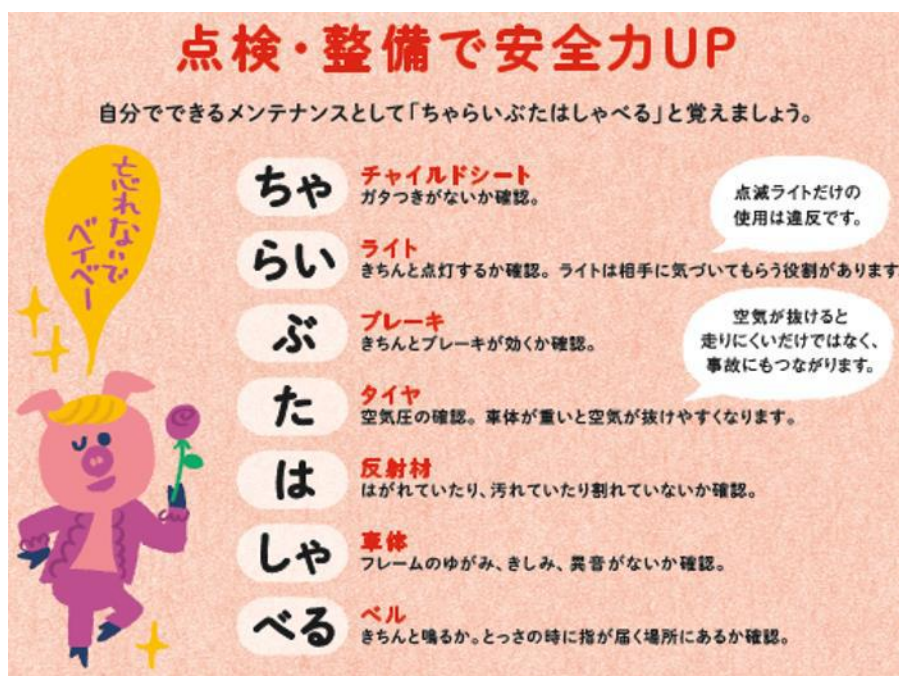 点検・整備で安全力UP
自分でできるメンテナンスとして「ちゃらいぶたはしゃべる」と覚えましょう。
忘れないで
ベイベー
ちゃ
チャイルドシート
ガタつきがないか確認。
点滅ライトだけの
使用は違反です。
らい
ライト
きちんと点灯するか確認。ライトは相手に気づいてもらう役割があります
ぶ
ブレーキ
きちんとブレーキが効くか確認。
空気が抜けると
走りにくいだけではなく、
事故にもつながります。
た
タイヤ
空気圧の確認。車体が重いと空気が抜けやすくなります。
は
反射材
はがれていたり、汚れていたり割れていないか確認。
しゃ
車体
フレームのゆがみ、きしみ、異音がないか確認。
べる
ベル
きちんと鳴るか。とっさの時に指が届く場所にあるか確認。